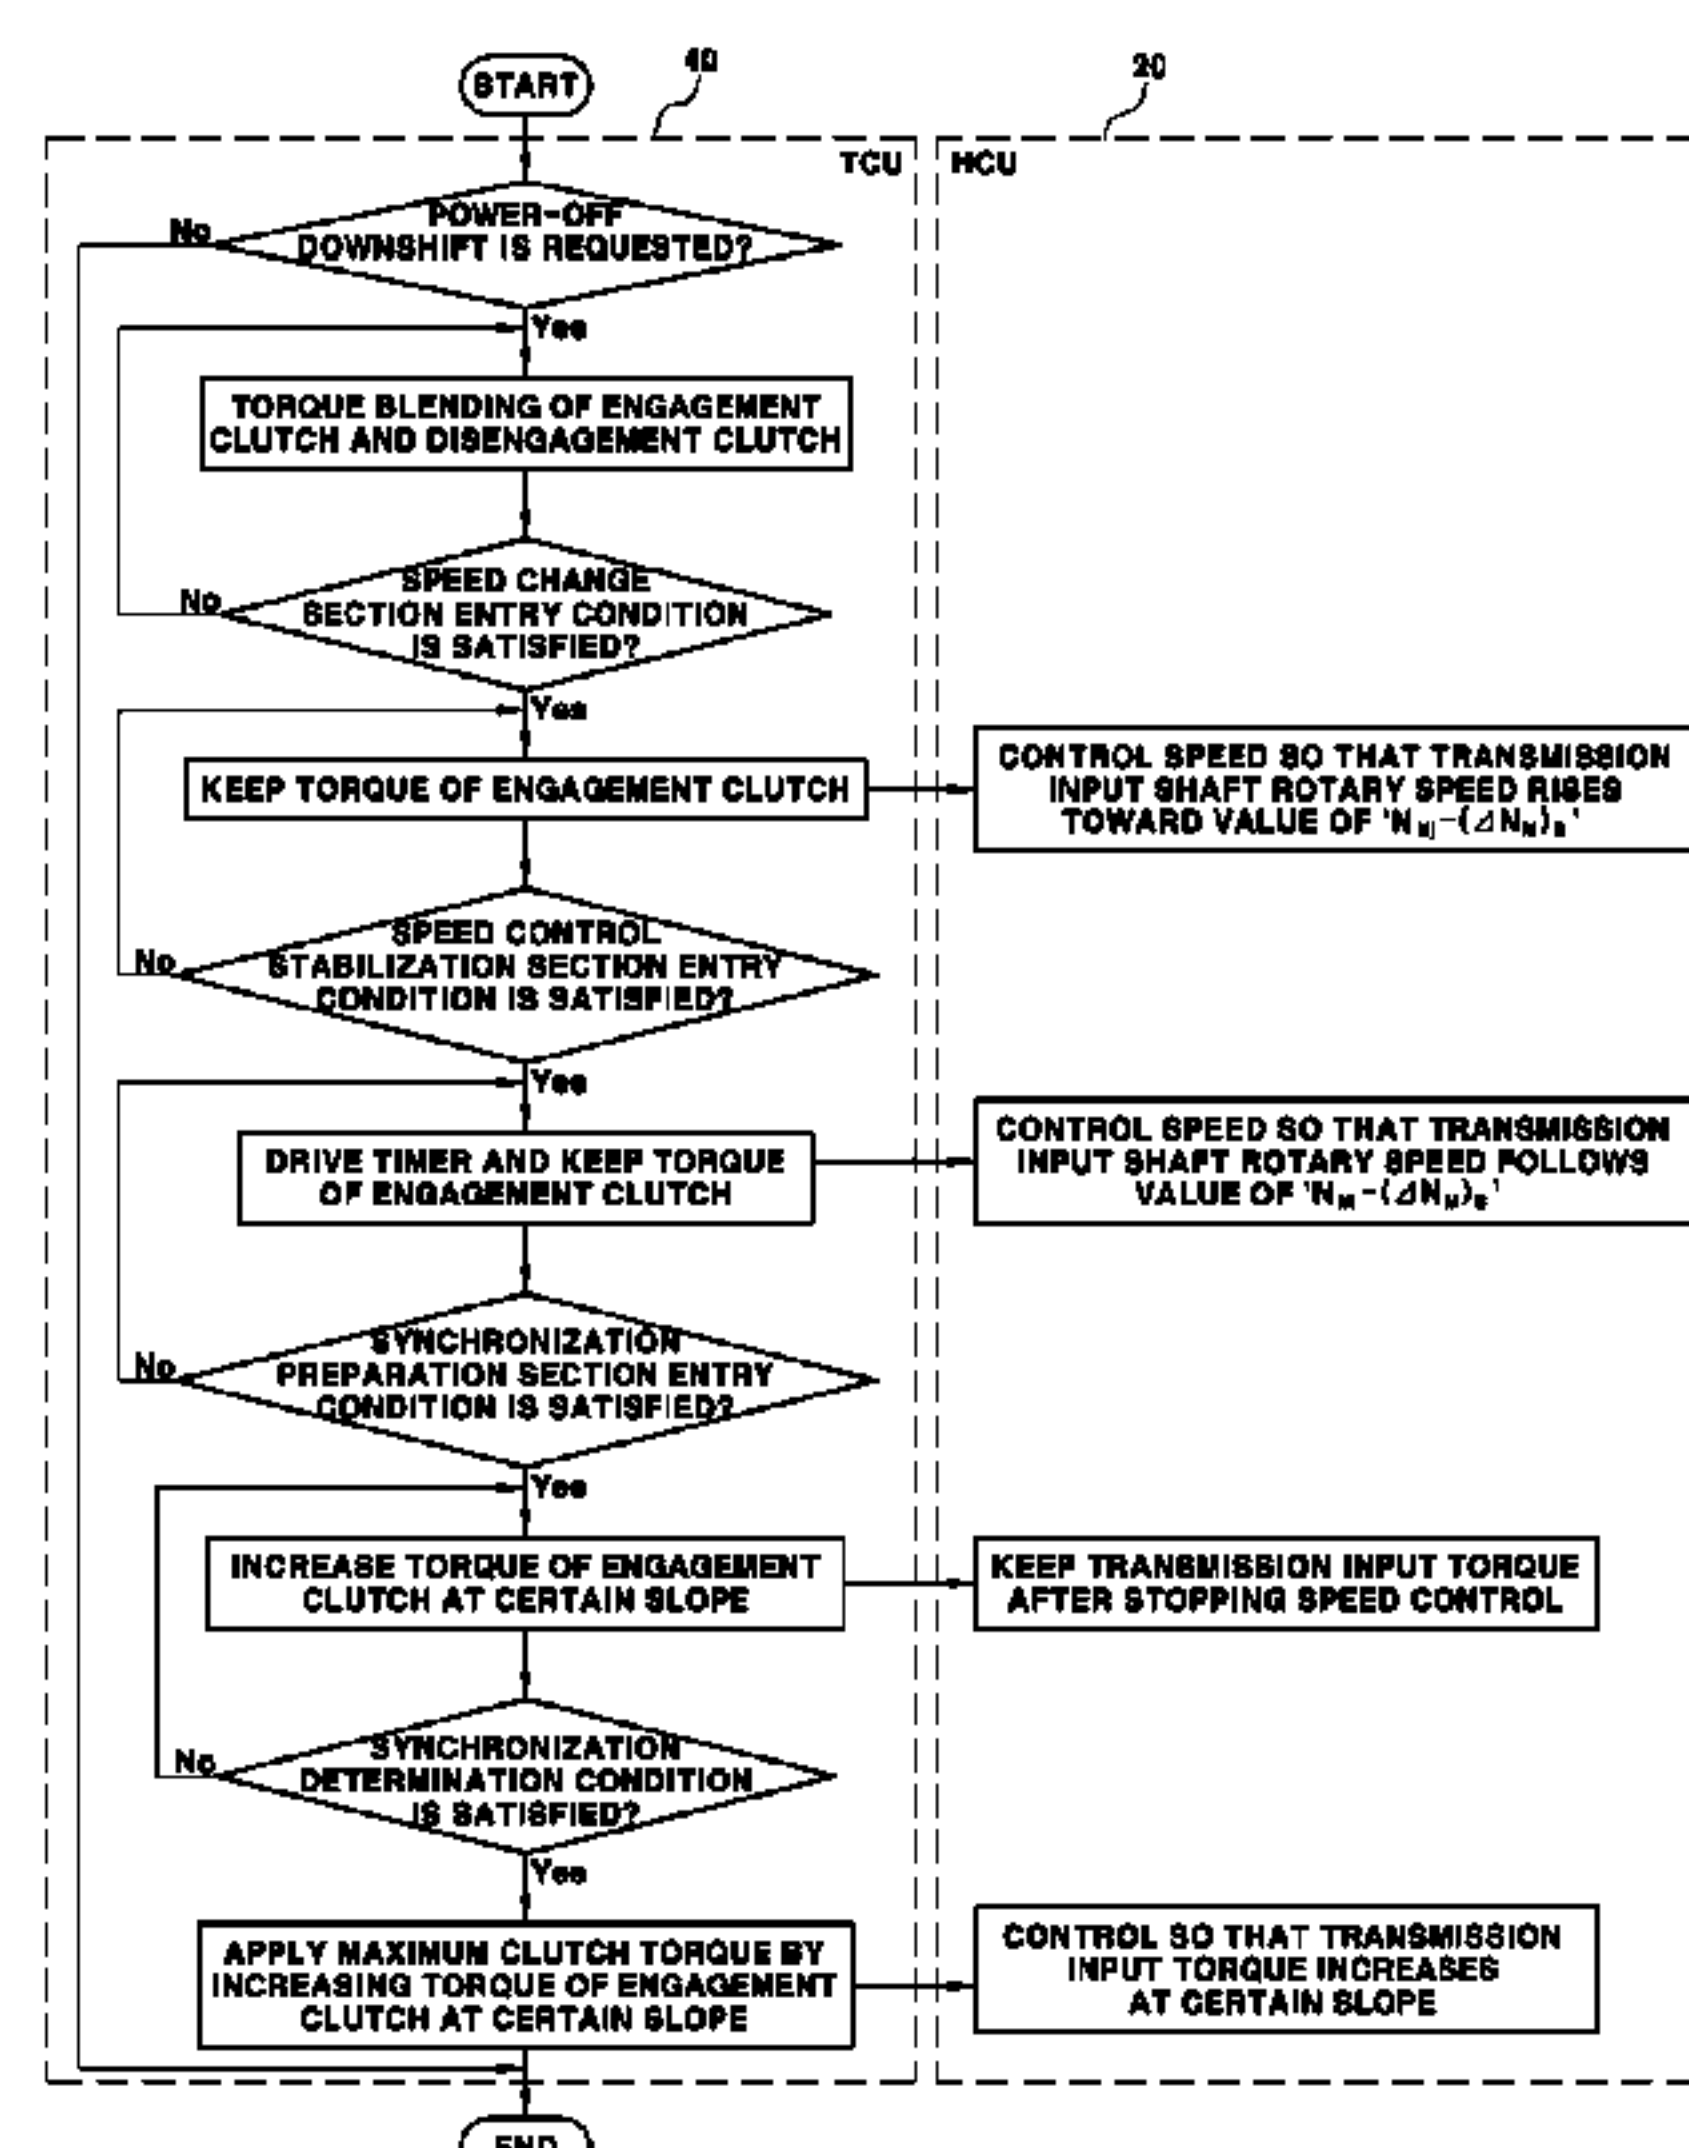 START
40
20
TCU
HCU
POWER-OFF
DOWNSHIFT IS REQUESTED?
No
Yes
TORQUE BLENDING OF ENGAGEMENT
CLUTCH AND DISENGAGEMENT CLUTCH
SPEED CHANGE
SECTION ENTRY CONDITION
IS SATISFIED?
No
Yes
KEEP TORQUE OF ENGAGEMENT CLUTCH
CONTROL SPEED SO THAT TRANSMISSION
INPUT SHAFT ROTARY SPEED RISES
TOWARD VALUE OF
SPEED CONTROL
STABILIZATION SECTION ENTRY
CONDITION IS SATISFIED?
No
Yes
DRIVE TIMER AND KEEP TORQUE
OF ENGAGEMENT CLUTCH
CONTROL SPEED SO THAT TRANSMISSION
INPUT SHAFT ROTARY SPEED FOLLOWS
VALUE OF
SYNCHRONIZATION
PREPARATION SECTION ENTRY
CONDITION IS SATISFIED?
No
Yes
INCREASE TORQUE OF ENGAGEMENT
CLUTCH AT CERTAIN SLOPE
KEEP TRANSMISSION INPUT TORQUE
AFTER STOPPING SPEED CONTROL
SYNCHRONIZATION
DETERMINATION CONDITION
IS SATISFIED?
No
Yes
APPLY MAXIMUM CLUTCH TORQUE BY
INCREASING TORQUE OF ENGAGEMENT
CLUTCH AT CERTAIN SLOPE
CONTROL SO THAT TRANSMISSION
INPUT TORQUE INCREASES
AT CERTAIN SLOPE
END